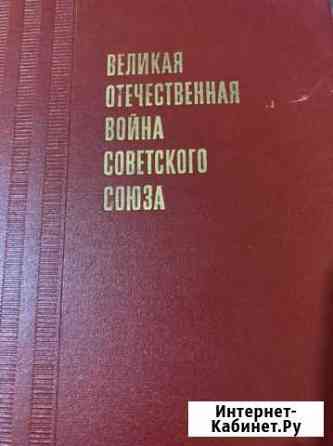 ВЕЛИКАЯ
ОТЕЧЕСТВЕННАЯ
ВОЙНА
СОВЕТСКОГО
СОЮЗА
Интернет-
Кабинет.Ру